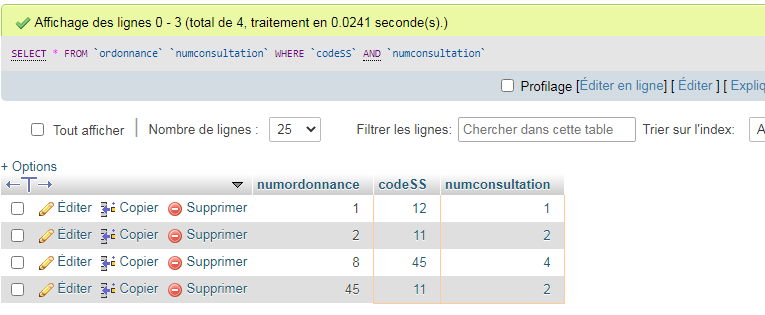 Affichage des lignes 0 - 3 (total de 4, traitement en 0.0241 seconde(s).)
SELECT * FROM `ordonnance` `numconsultation` WHERE `codeSS` AND `numconsultation`
Profilage [Éditer en ligne] [ Éditer ] [
Tout afficher Nombre de lignes : 25 Filtrer les lignes: Chercher dans cette table Trier sur l'index:
+ Options
←T→ numordonnance codeSS numconsultation
Éditer Copier Supprimer 1 12 1
Éditer Copier Supprimer 2 11 2
Éditer Copier Supprimer 8 45 4
Éditer Copier Supprimer 45 11 2